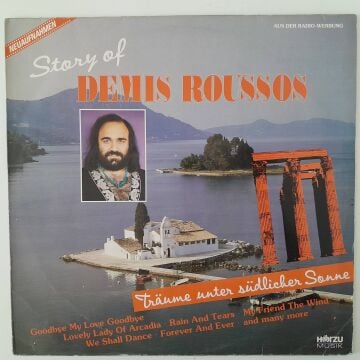 NEUAUFNAHMEN
AUS DER RADIO-WERBUNG
Story of
DEMIS ROUSSOS
Träume unter südlicher Sonne
Goodbye My Love Goodbye
Lovely Lady Of Arcadia · Rain And Tears
We Shall Dance · Forever And Ever
My Friend The Wind
and many more
HÖRZU
MUSIK